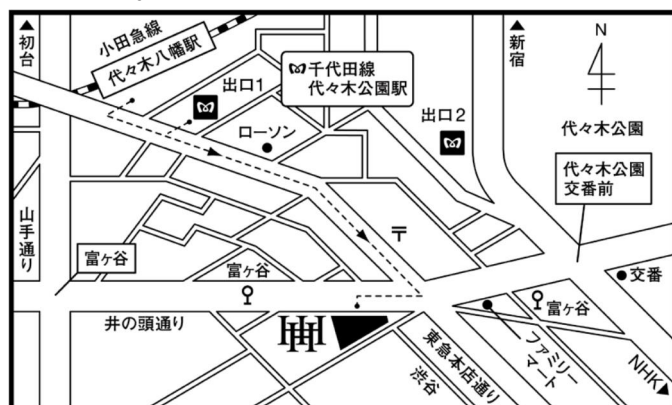 ▲初台
小田急線
代々木八幡駅
出口1
千代田線
代々木公園駅
▲新宿
N
ローソン
出口2
代々木公園
代々木公園
交番前
山手通り
富ヶ谷
富ヶ谷
〒
交番
富ヶ谷
井の頭通り
HH
東急本店通り
渋谷
ファミリー
マート
NHK▶